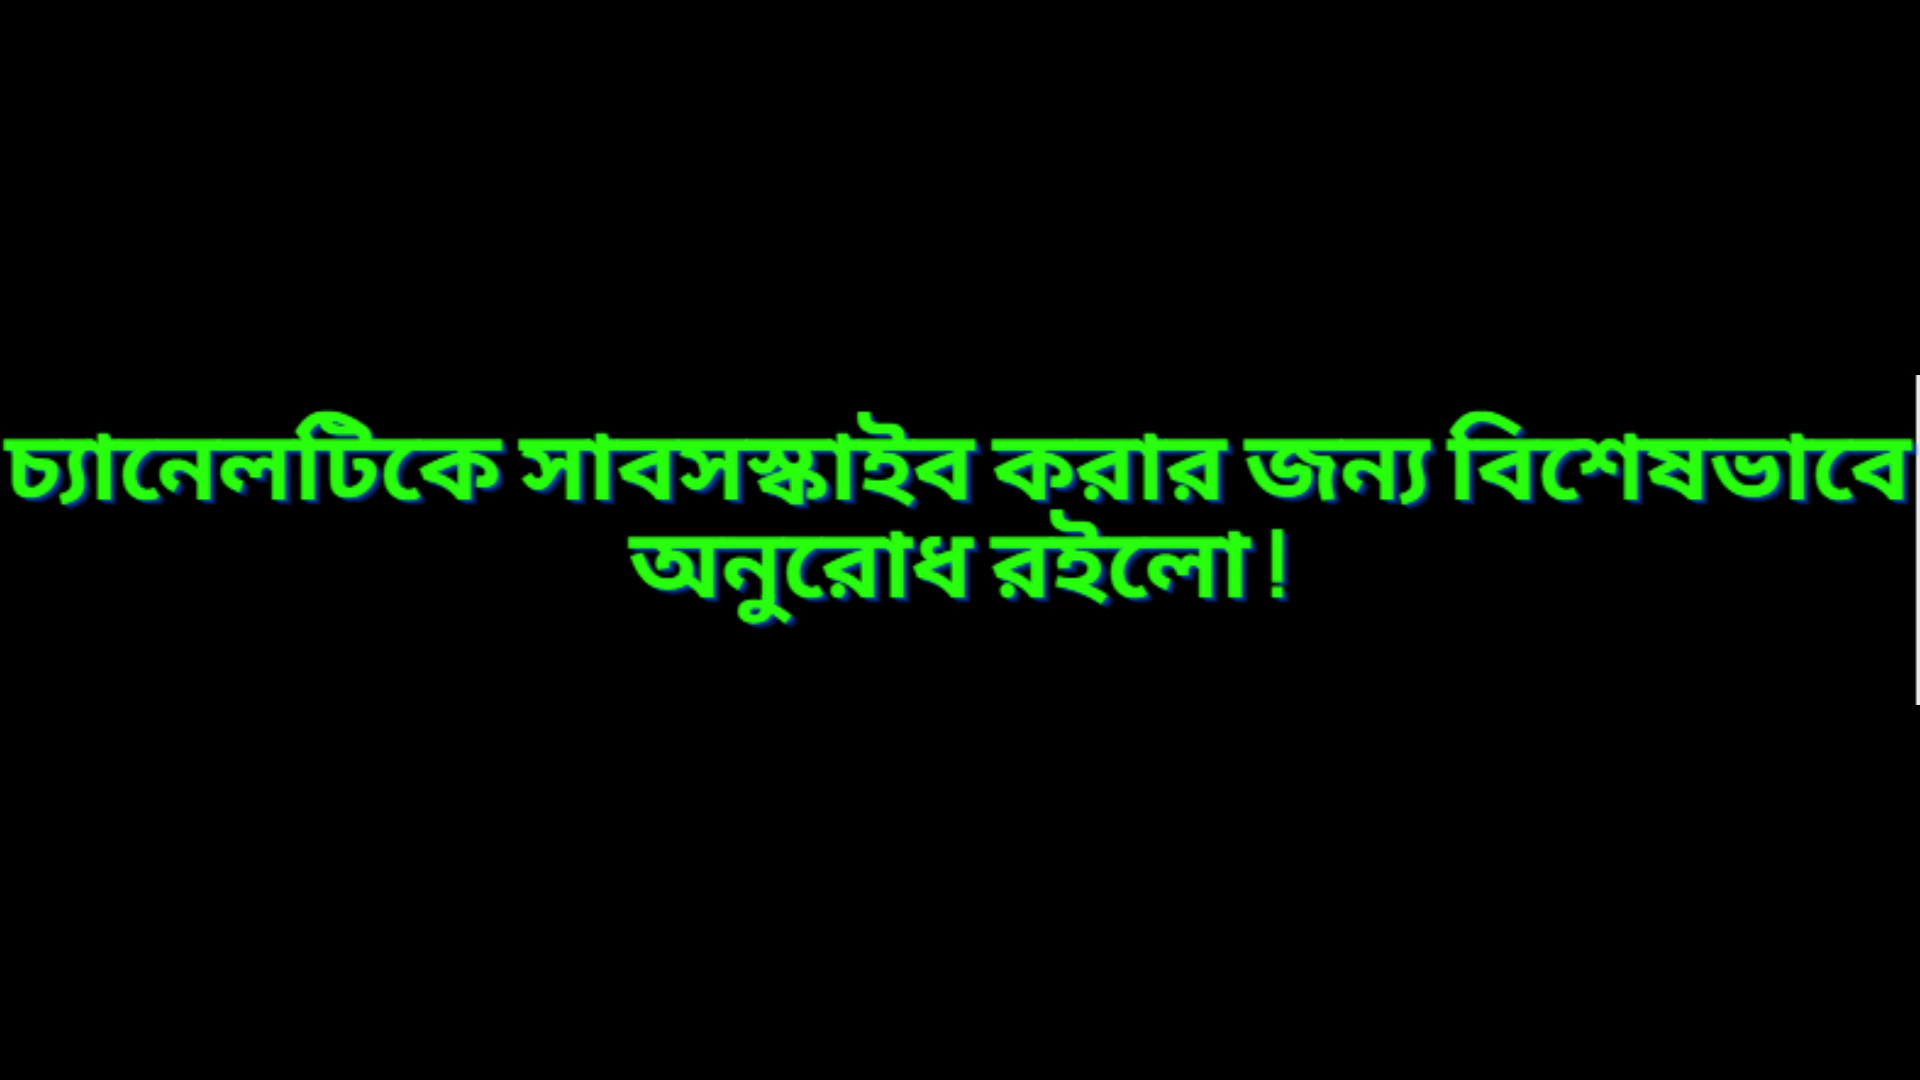 চ্যানেলটিকে সাবসস্কাইব করার জন্য বিশেষভাবে
অনুরোধ রইলো !